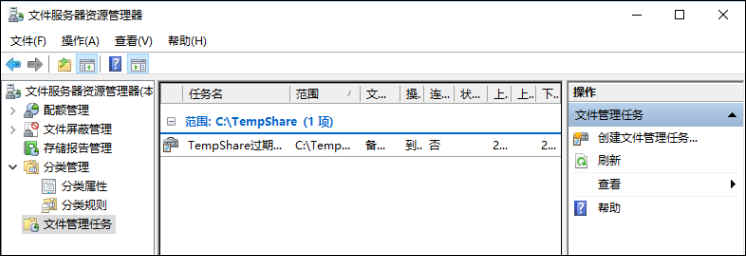 文件服务器资源管理器
文件(F) 操作(A) 查看(V) 帮助(H)
文件服务器资源管理器(本
配额管理
文件屏蔽管理
存储报告管理
分类管理
分类属性
分类规则
文件管理任务
任务名 范围 文... 操. 连... 状... 上. 上.. 下..
范围: C:\TempShare (1 项)
TempShare过期... C:\Temp... 备... 到. 否 2... 2...
操作
文件管理任务
创建文件管理任务...
刷新
查看
帮助